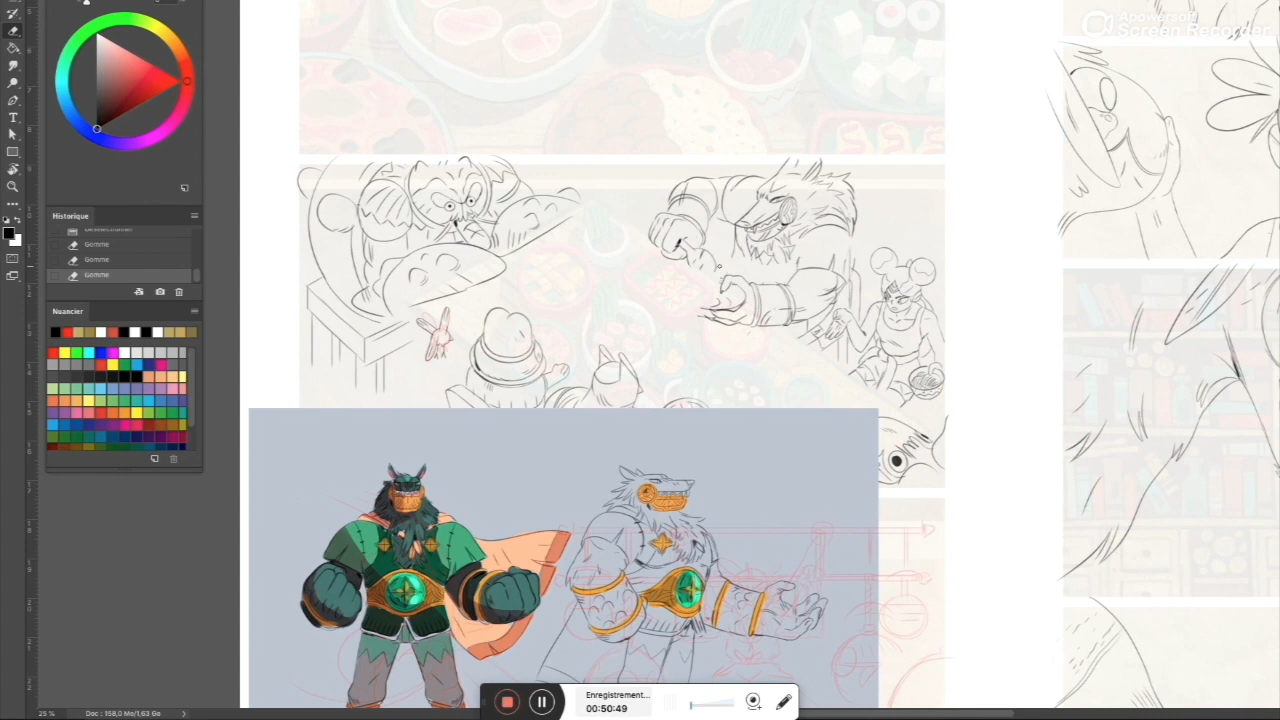 Apowersoft
Screen Recorder
Historique
Gomme
Gomme
Gomme
Nuancier
Enregistrement...
00:50:49
25 %
Doc : 158,0 Mo/1,63 Go